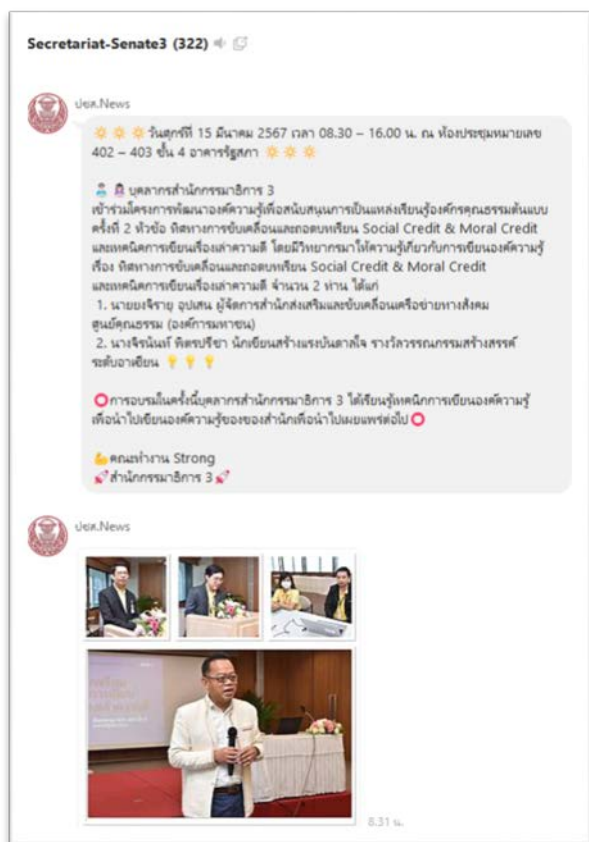 Secretariat-Senate3 (322)
ปชส.News
วันศุกร์ที่ 15 มีนาคม 2567 เวลา 08.30 – 16.00 น. ณ ห้องประชุมหมายเลข
402 – 403 ชั้น 4 อาคารรัฐสภา
บุคลากรสำนักกรรมาธิการ 3
เข้าร่วมโครงการพัฒนาองค์ความรู้เพื่อสนับสนุนการเป็นแหล่งเรียนรู้องค์กรคุณธรรมต้นแบบ
ครั้งที่ 2 หัวข้อ ทิศทางการขับเคลื่อนและถอดบทเรียน Social Credit & Moral Credit
และเทคนิคการเขียนเรื่องเล่าความดี โดยมีวิทยากรมาให้ความรู้เกี่ยวกับการเขียนองค์ความรู้
เรื่อง ทิศทางการขับเคลื่อนและถอดบทเรียน Social Credit & Moral Credit
และเทคนิคการเขียนเรื่องเล่าความดี จำนวน 2 ท่าน ได้แก่
1. นายยงจิรายุ อุปเสน ผู้จัดการสำนักส่งเสริมและขับเคลื่อนเครือข่ายทางสังคม
ศูนย์คุณธรรม (องค์การมหาชน)
2. นางจิรนันท์ พิตรปรีชา นักเขียนสร้างแรงบันดาลใจ รางวัลวรรณกรรมสร้างสรรค์
ระดับอาเซียน
การอบรมในครั้งนี้บุคลากรสำนักกรรมาธิการ 3 ได้เรียนรู้เทคนิคการเขียนองค์ความรู้
เพื่อนำไปเขียนองค์ความรู้ของของสำนักเพื่อนำไปเผยแพร่ต่อไป
คณะทำงาน Strong
สำนักกรรมาธิการ 3
ปชส.News
8.31 น.